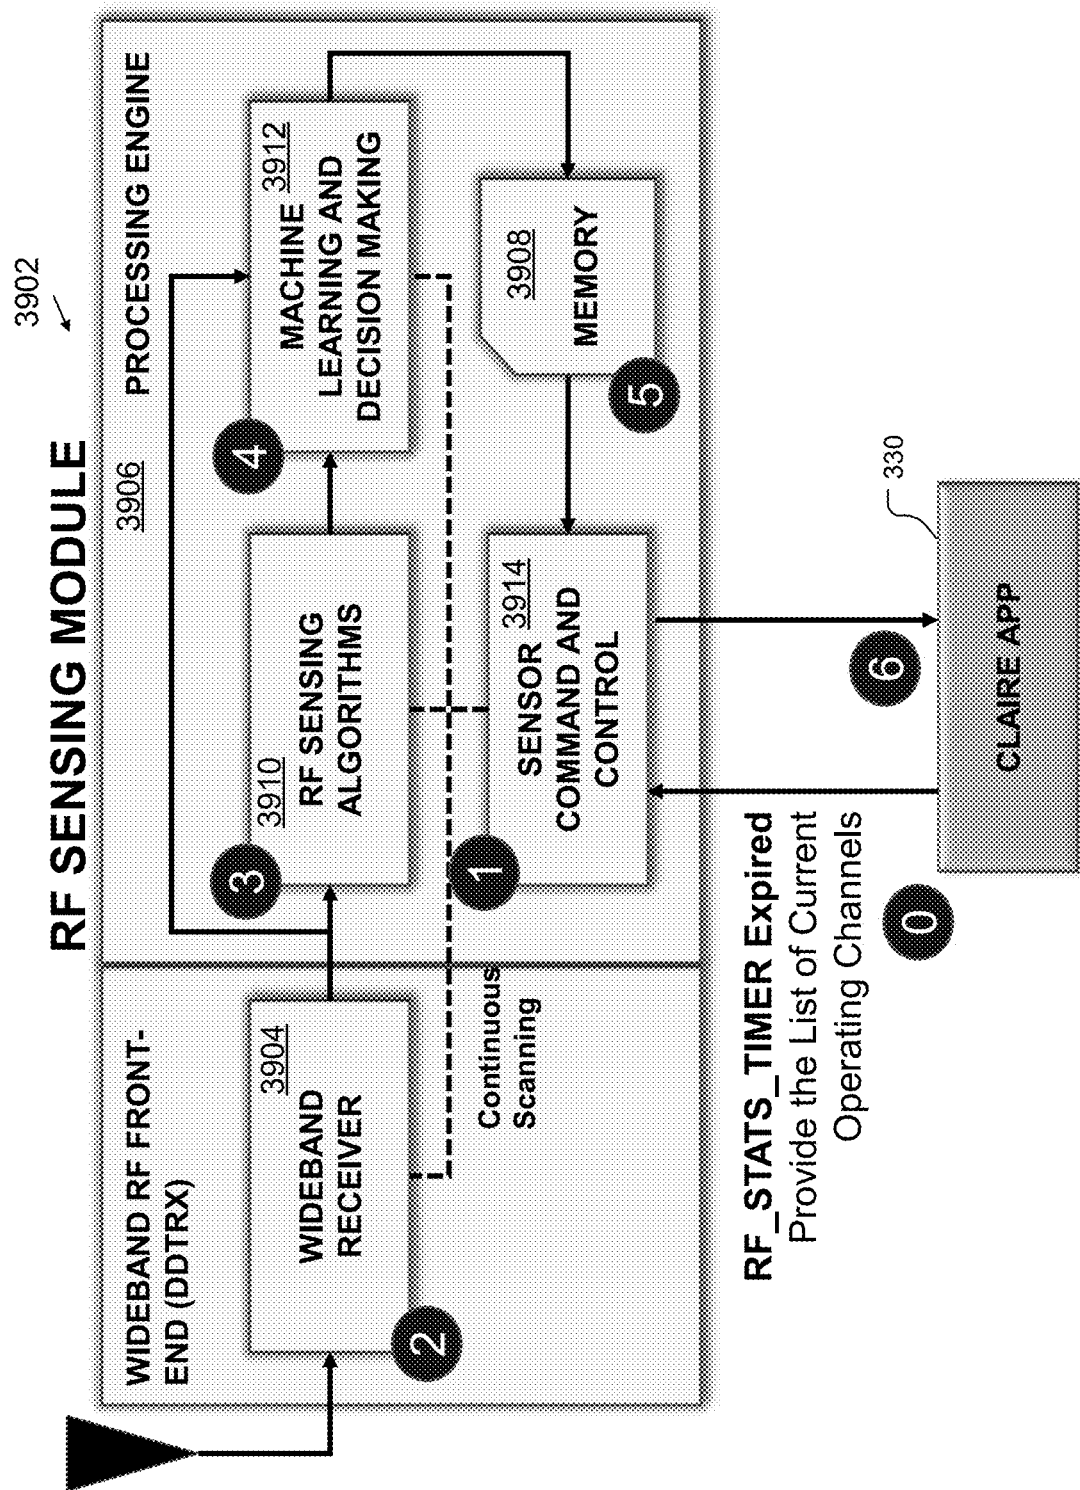 3902
RF SENSING MODULE
WIDEBAND RF FRONT-
END (DDTRX)
3906
PROCESSING ENGINE
3904
WIDEBAND
RECEIVER
2
3910
RF SENSING
ALGORITHMS
3
3912
MACHINE
LEARNING AND
DECISION MAKING
4
Continuous
Scanning
3914
SENSOR
COMMAND AND
CONTROL
1
3908
MEMORY
5
RF_STATS_TIMER Expired
Provide the List of Current
Operating Channels
0
6
330
CLAIRE APP